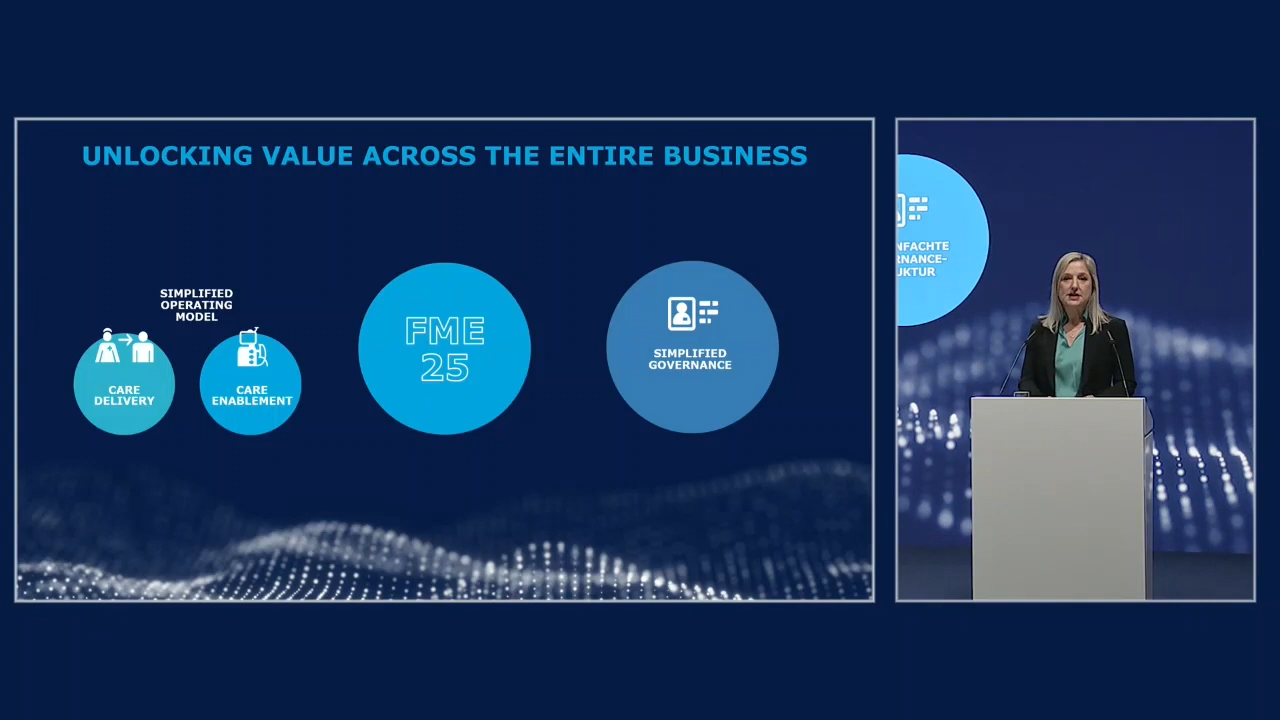 UNLOCKING VALUE ACROSS THE ENTIRE BUSINESS
SIMPLIFIED
OPERATING
MODEL
CARE
DELIVERY
CARE
ENABLEMENT
FME
25
SIMPLIFIED
GOVERNANCE
NFACHTE
RNANCE-
UKTUR